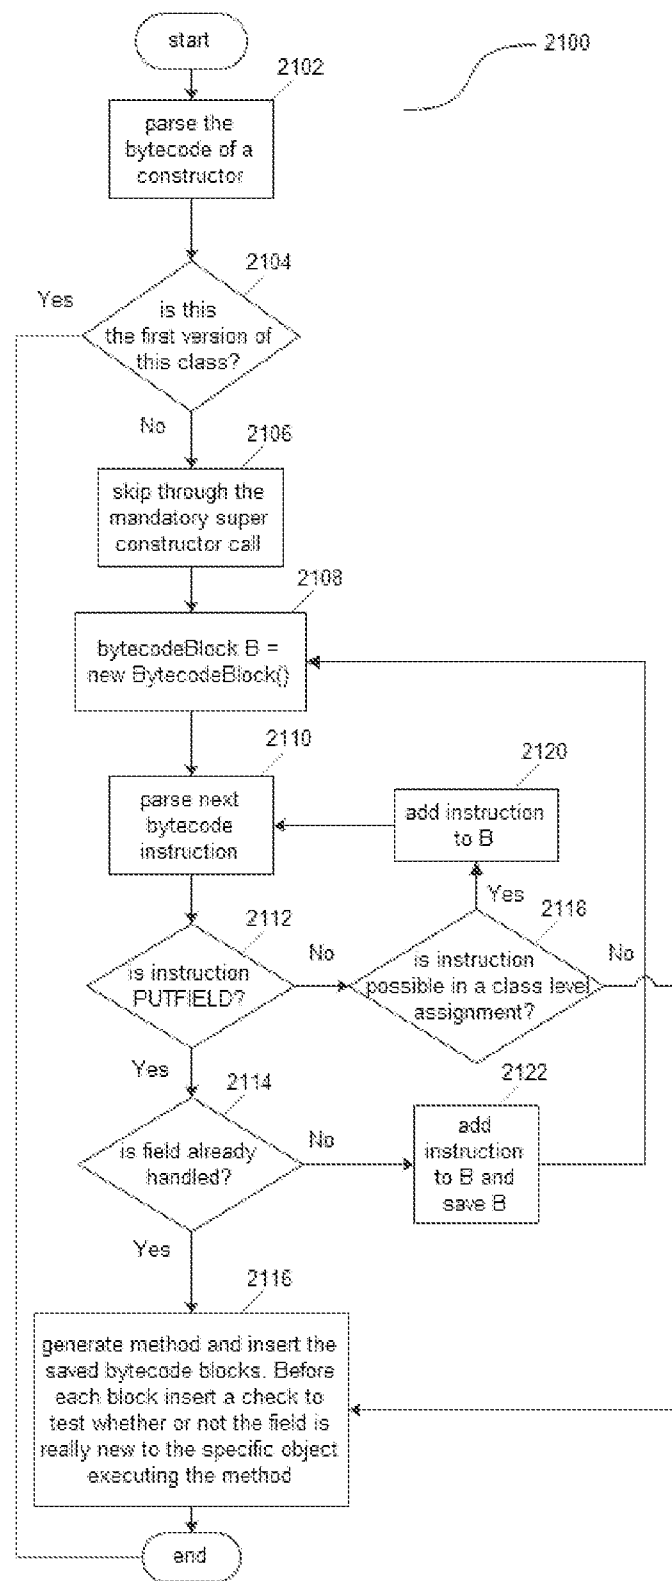 start
2100
2102
parse the
bytecode of a
constructor
2104
Yes
is this
the first version of
this class?
No
2106
skip through the
mandatory super
constructor call
2108
bytecodeBlock B =
new BytecodeBlock()
2110
parse next
bytecode
instruction
2120
add instruction
to B
Yes
2112
is instruction
PUTFIELD?
No
2118
is instruction
possible in a class level
assignment?
No
Yes
2114
is field already
handled?
No
2122
add
instruction
to B and
save B
Yes
2116
generate method and insert the
saved bytecode blocks. Before
each block insert a check to
test whether or not the field is
really new to the specific object
executing the method
end